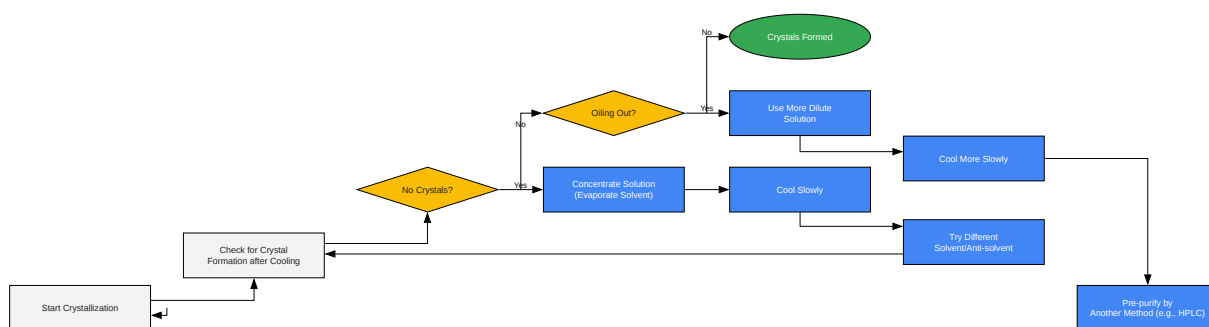 No
Crystals Formed
Oiling Out?
Yes
Use More Dilute
Solution
No
Cool More Slowly
No Crystals?
Yes
Concentrate Solution
(Evaporate Solvent)
Cool Slowly
Check for Crystal
Formation after Cooling
Try Different
Solvent/Anti-solvent
Start Crystallization
Pre-purify by
Another Method (e.g., HPLC)